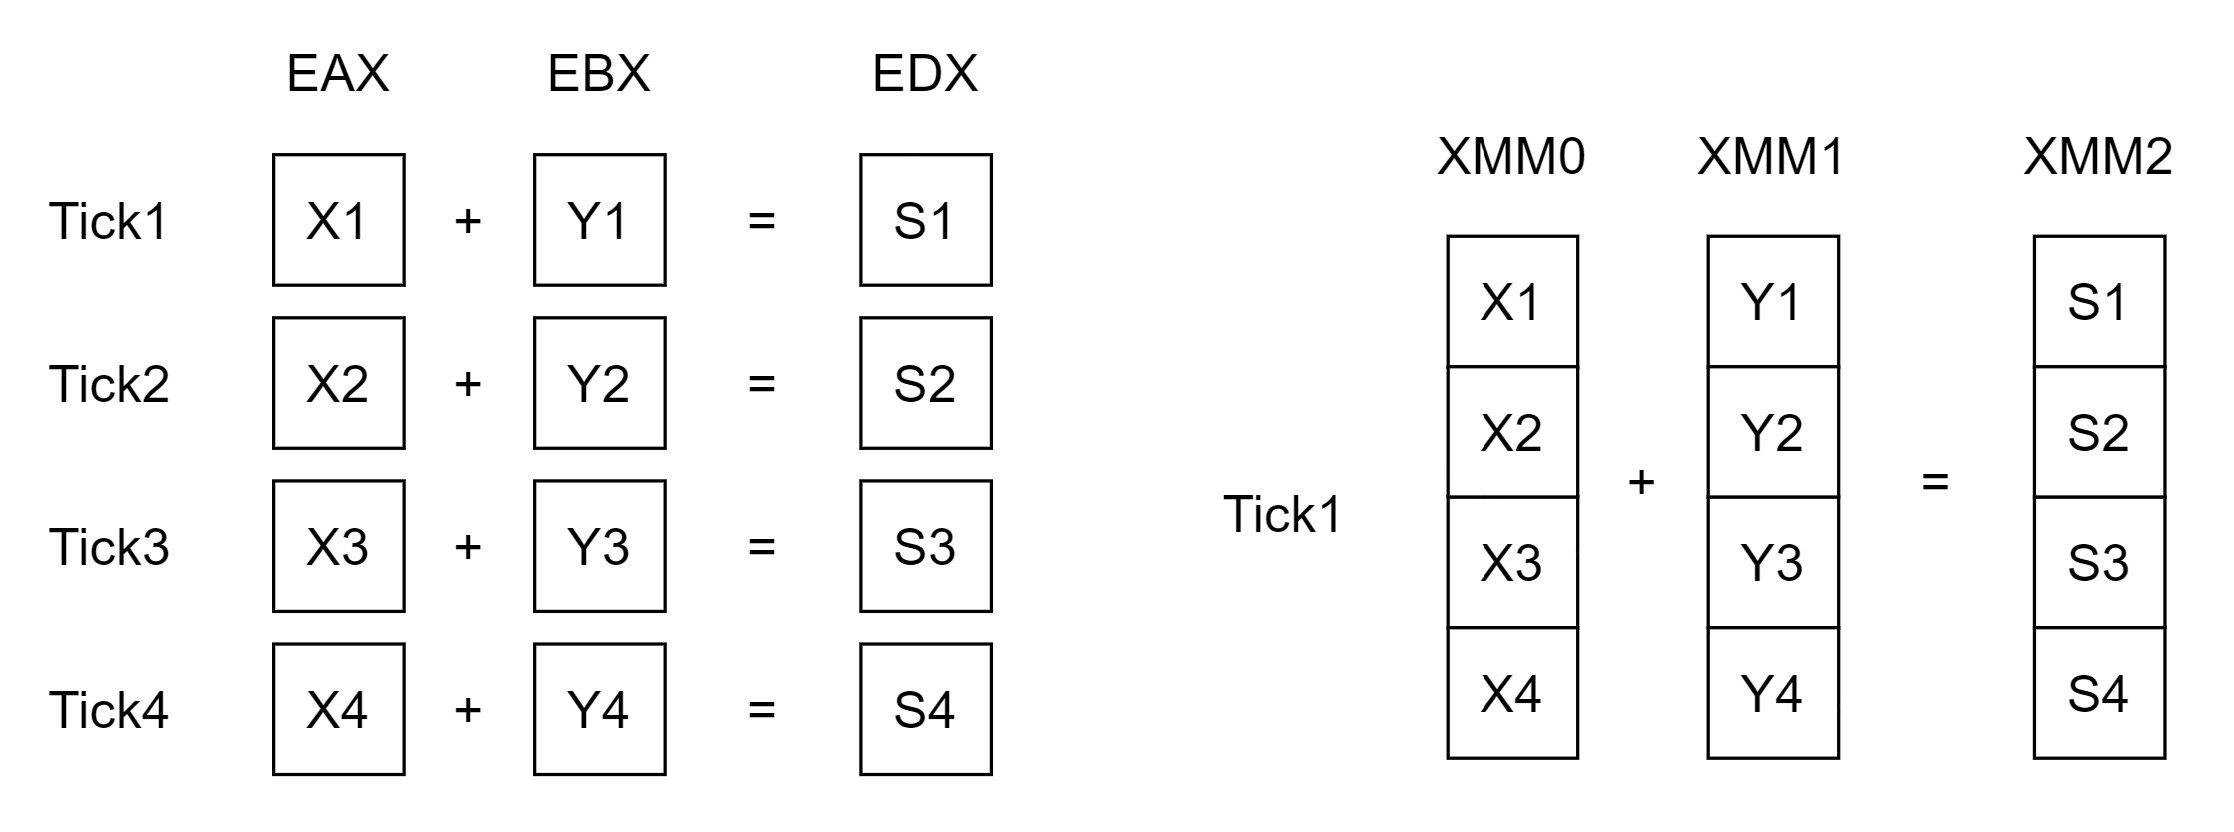 EAX EBX EDX
Tick1 X1 + Y1 = S1
Tick2 X2 + Y2 = S2
Tick3 X3 + Y3 = S3
Tick4 X4 + Y4 = S4
XMM0 XMM1 XMM2
X1 Y1 S1
X2 Y2 S2
Tick1 + =
X3 Y3 S3
X4 Y4 S4